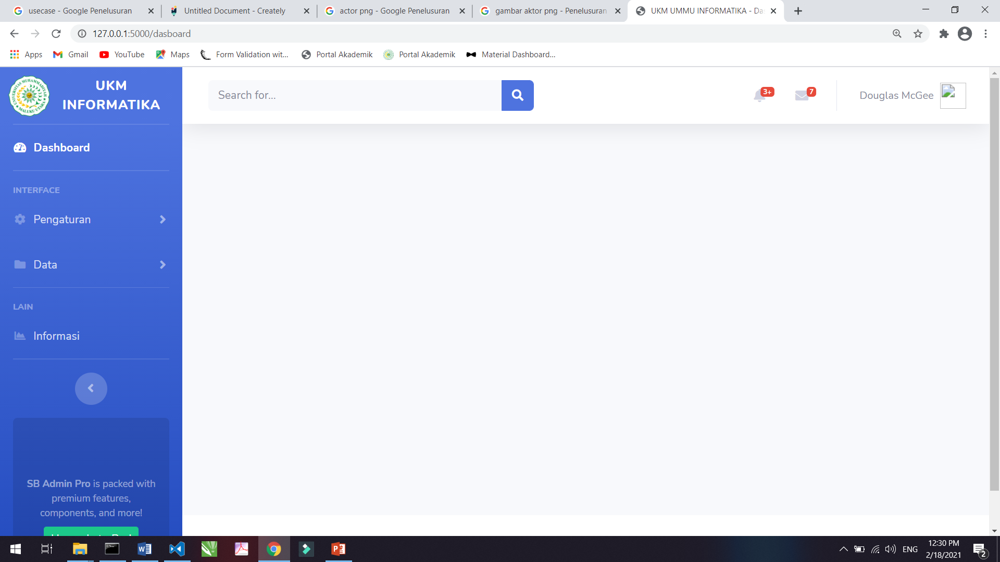 usecase - Google Penelusuran
Untitled Document - Creately
actor png - Google Penelusuran
gambar aktor png - Penelusuran
UKM UMMU INFORMATIKA - Da
127.0.0.1:5000/dasboard
Apps
Gmail
YouTube
Maps
Form Validation wit...
Portal Akademik
Portal Akademik
Material Dashboard...
UKM
INFORMATIKA
Search for...
3+
7
Douglas McGee
Dashboard
INTERFACE
Pengaturan
Data
LAIN
Informasi
SB Admin Pro is packed with
premium features,
components, and more!
ENG
12:30 PM
2/18/2021
2